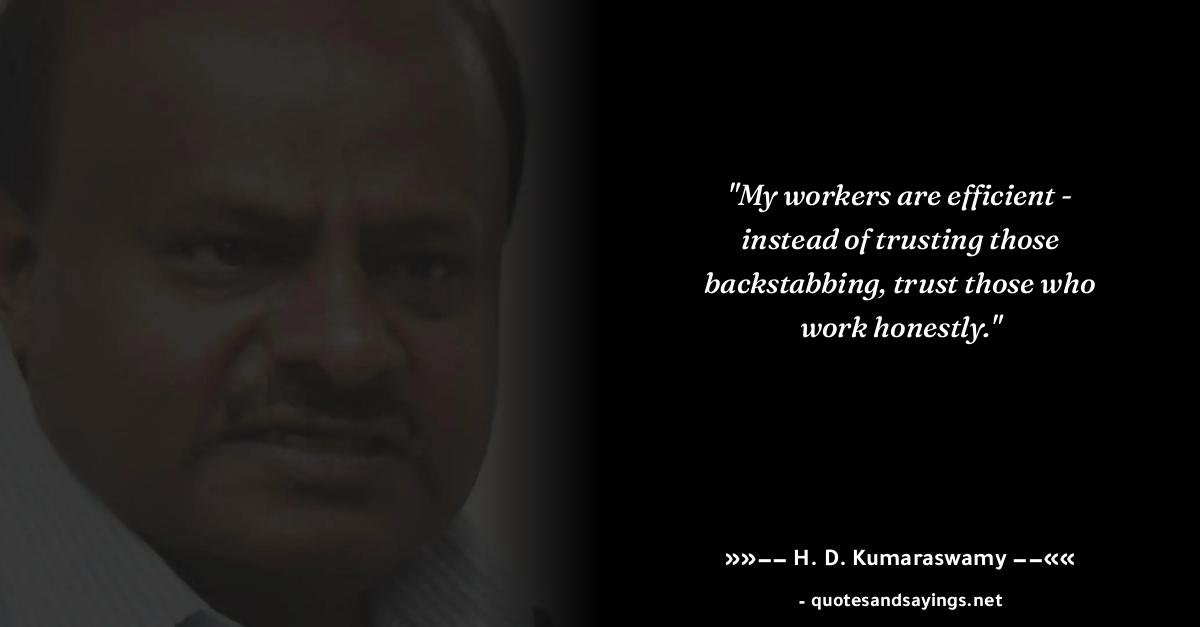 "My workers are efficient -
instead of trusting those
backstabbing, trust those who
work honestly."
»»−− H. D. Kumaraswamy −−««
- quotesandsayings.net